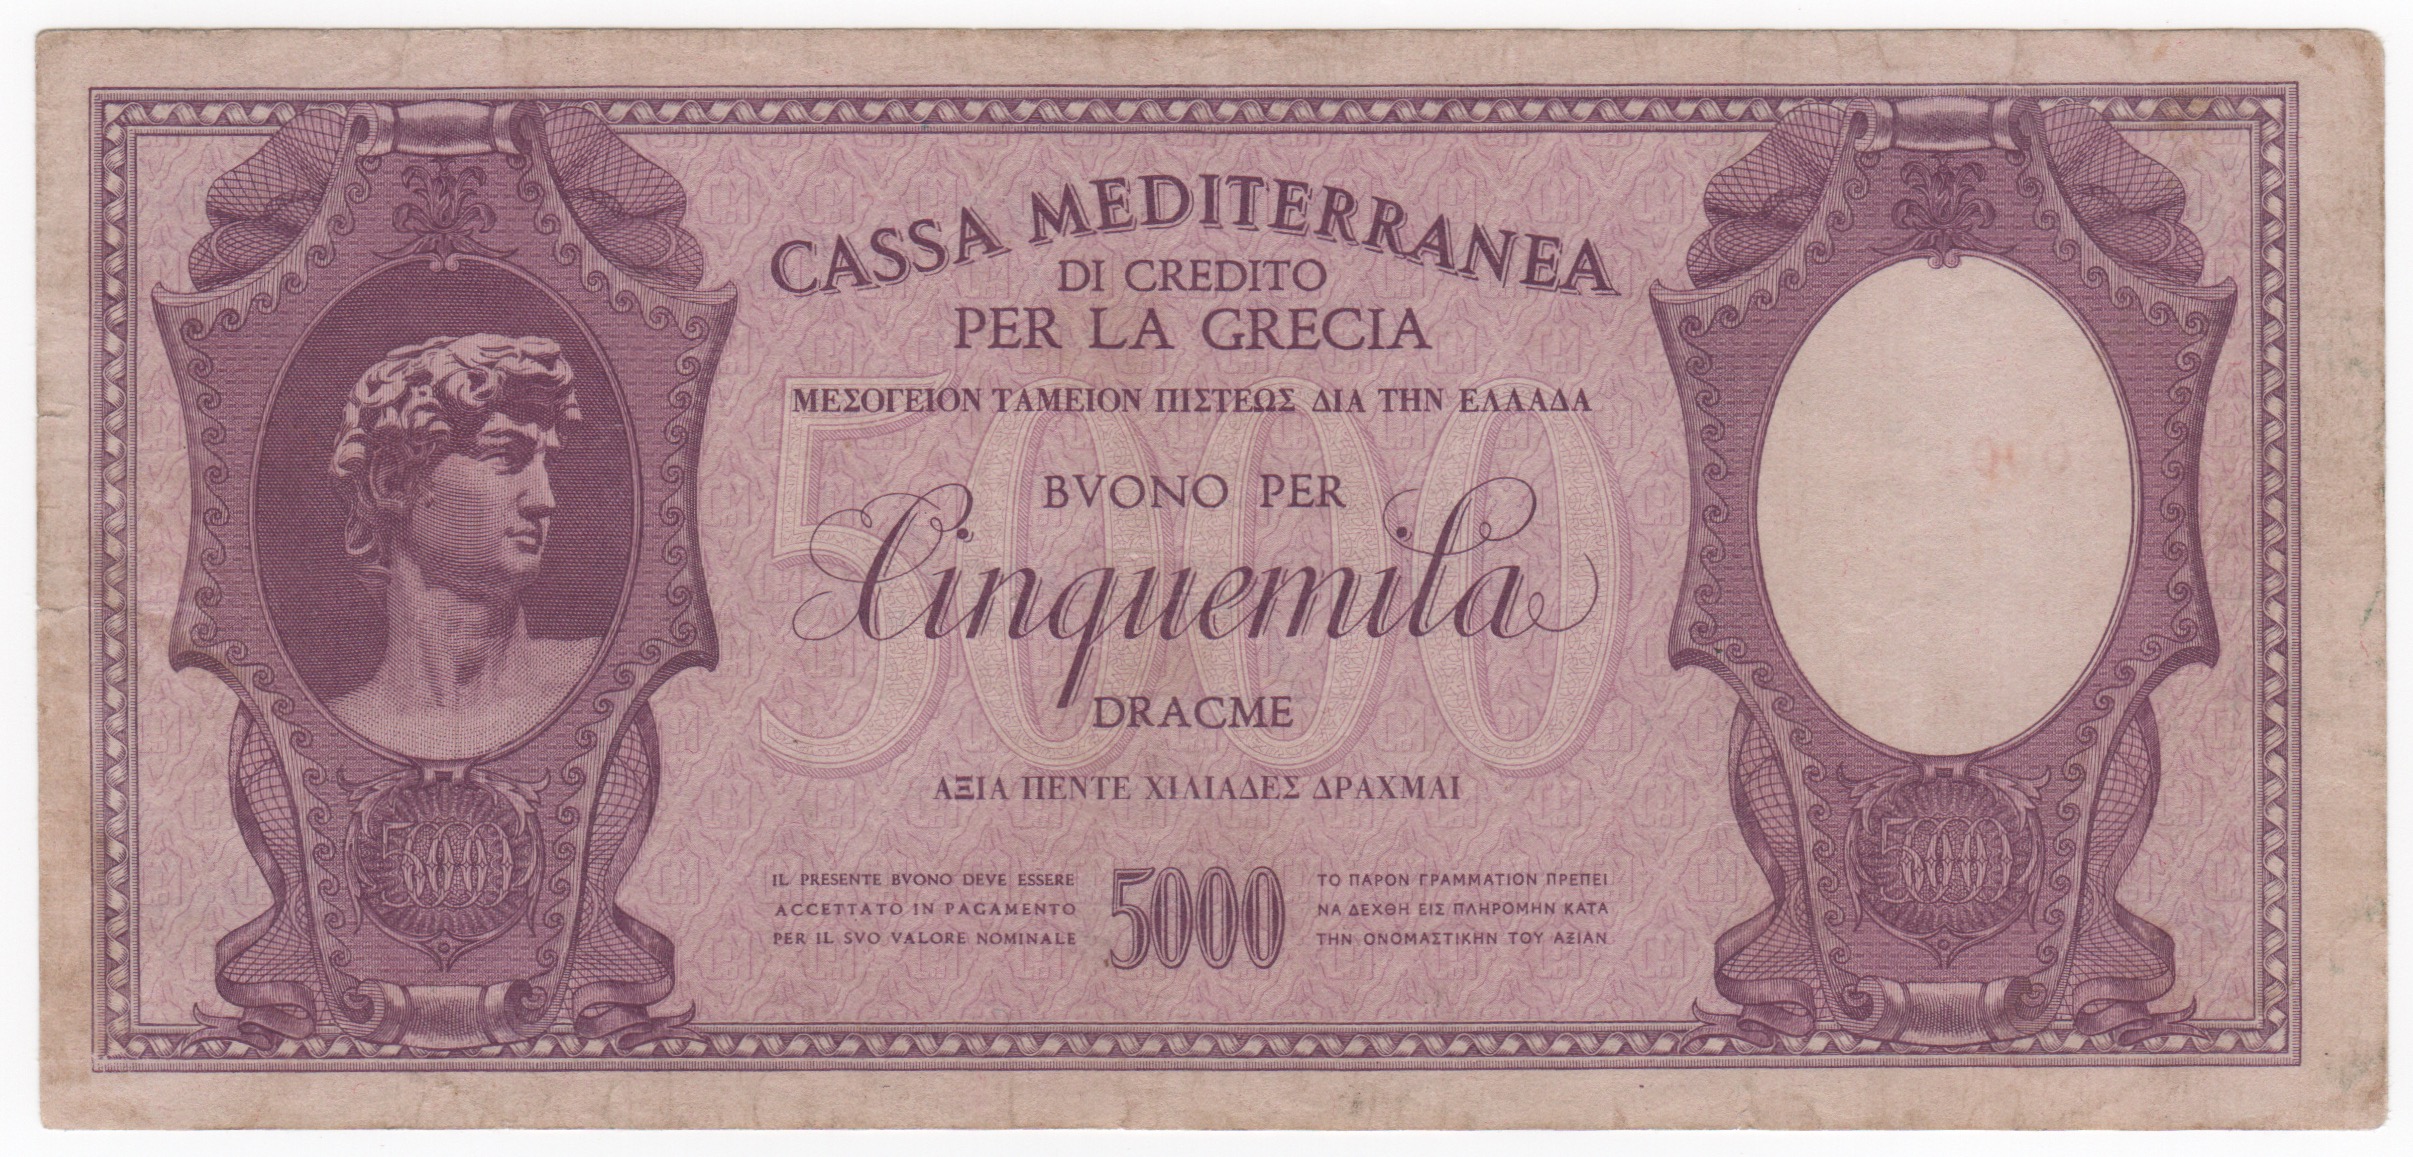 CASSA MEDITERRANEA
DI CREDITO
PER LA GRECIA
ΜΕΣΟΓΕΙΟΝ ΤΑΜΕΙΟΝ ΠΙΣΤΕΩΣ ΔΙΑ ΤΗΝ ΕΛΛΑΔΑ
5000
BVONO PER
Cinquemila
DRACME
ΑΞΙΑ ΠΕΝΤΕ ΧΙΛΙΑΔΕΣ ΔΡΑΧΜΑΙ
5000
5000
IL PRESENTE BVONO DEVE ESSERE
ACCETTATO IN PAGAMENTO
PER IL SVO VALORE NOMINALE
5000
ΤΟ ΠΑΡΟΝ ΓΡΑΜΜΑΤΙΟΝ ΠΡΕΠΕΙ
ΝΑ ΔΕΧΘΗ ΕΙΣ ΠΛΗΡΟΜΗΝ ΚΑΤΑ
ΤΗΝ ΟΝΟΜΑΣΤΙΚΗΝ ΤΟΥ ΑΞΙΑΝ